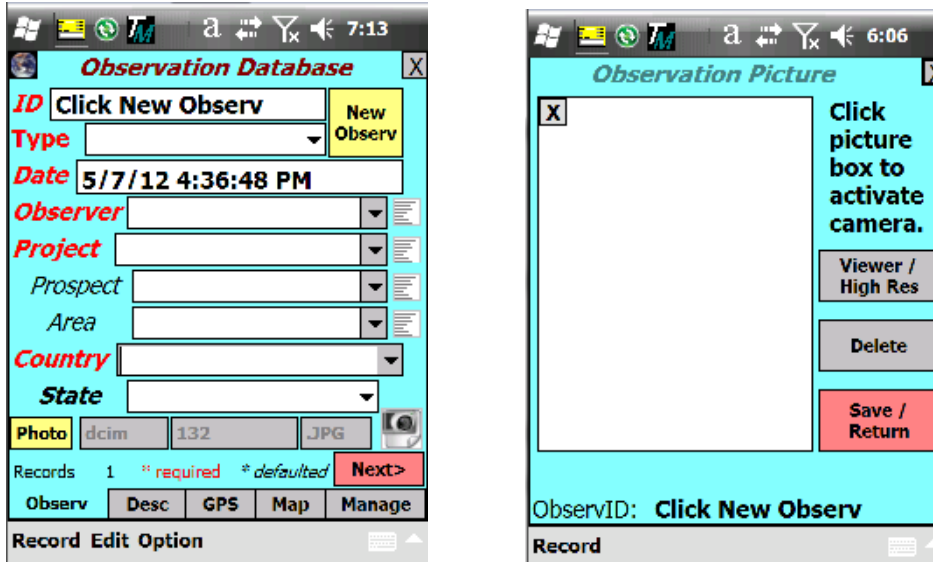 TM a 7:13
Observation Database X
ID Click New Observ
New Observ
Type
Date 5/7/12 4:36:48 PM
Observer
Project
Prospect
Area
Country
State
Photo dcim 132 JPG
Records 1 * required * defaulted Next>
Observ Desc GPS Map Manage
Record Edit Option
TM a 6:06
Observation Picture X
X
Click
picture
box to
activate
camera.
Viewer /
High Res
Delete
Save /
Return
ObservID: Click New Observ
Record